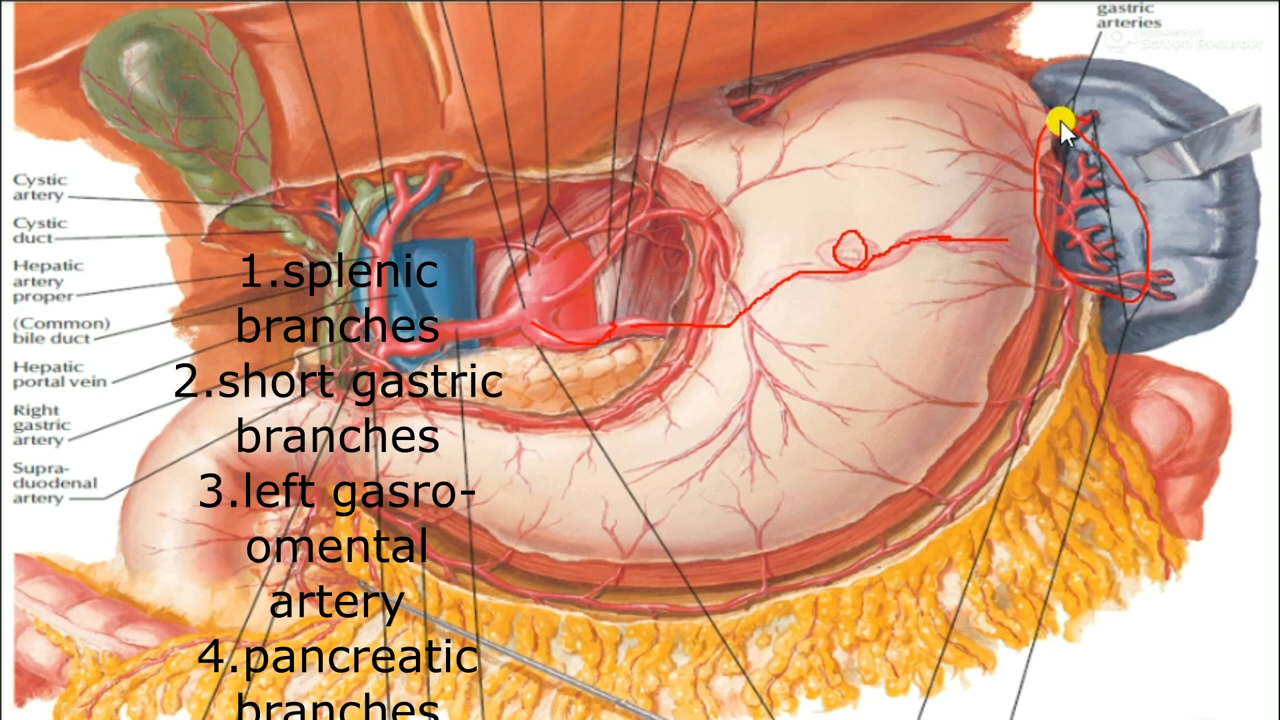 gastric
arteries
Cystic
artery
Cystic
duct
Hepatic
artery
proper
(Common)
bile duct
Hepatic
portal vein
Right
gastric
artery
Supra-
duodenal
artery
1.splenic
branches
2.short gastric
branches
3.left gasro-
omental
artery
4.pancreatic
branches